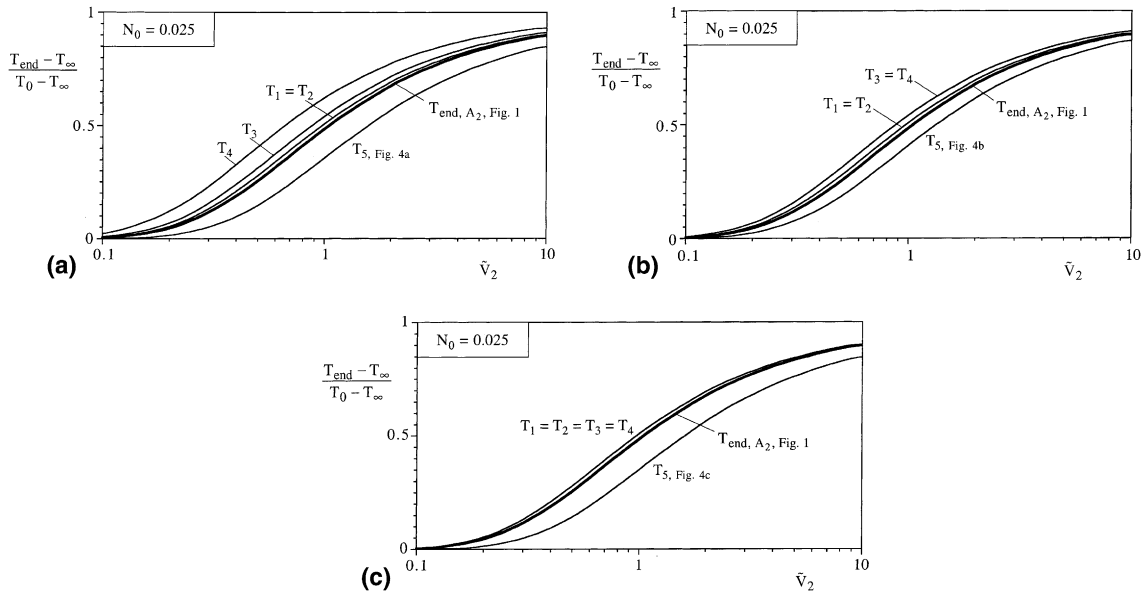 1
N₀ = 0.025
T_end – T_∞
T₀ – T_∞
T₁ = T₂
T_end, A₂, Fig. 1
0.5
T₃
T₄
T₅, Fig. 4a
0
0.1
1
10
(a)
Ṽ₂
1
N₀ = 0.025
T_end – T_∞
T₀ – T_∞
T₃ = T₄
T₁ = T₂
T_end, A₂, Fig. 1
0.5
T₅, Fig. 4b
0
0.1
1
10
(b)
Ṽ₂
1
N₀ = 0.025
T_end – T_∞
T₀ – T_∞
T₁ = T₂ = T₃ = T₄
0.5
T_end, A₂, Fig. 1
T₅, Fig. 4c
0
0.1
1
10
(c)
Ṽ₂